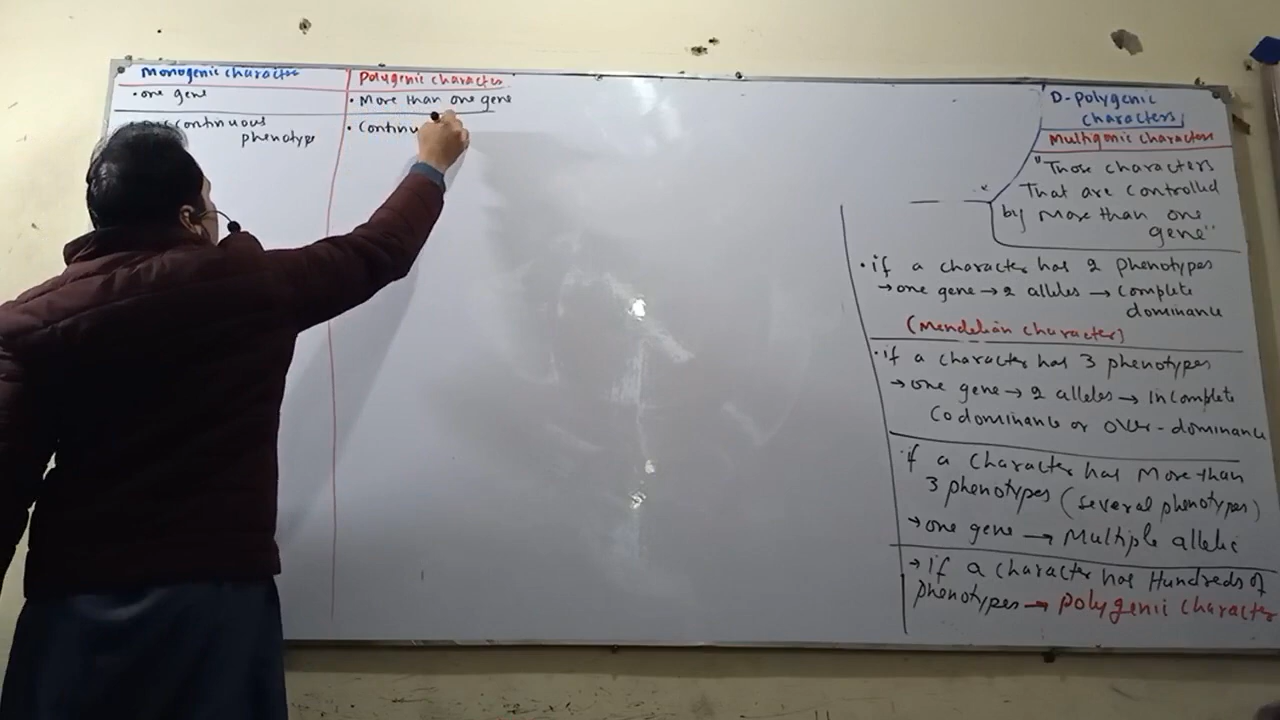 Monogenic character
Polygenic character
• one gene
• More than one gene
Discontinuous
phenotype
• Continu
D-Polygenic
characters
Multigenic characters
"Those characters
That are controlled
by More than one
gene"
• if a character has 2 phenotypes
→ one gene → 2 alleles → Complete
dominance
(Mendelian character)
• if a character has 3 phenotypes
→ one gene → 2 alleles → Incomplete
Codominance or over-dominance
if a Character has More than
3 phenotypes (several phenotypes)
→ one gene → Multiple allelic
→ if a character has Hundreds of
phenotypes → Polygenic character